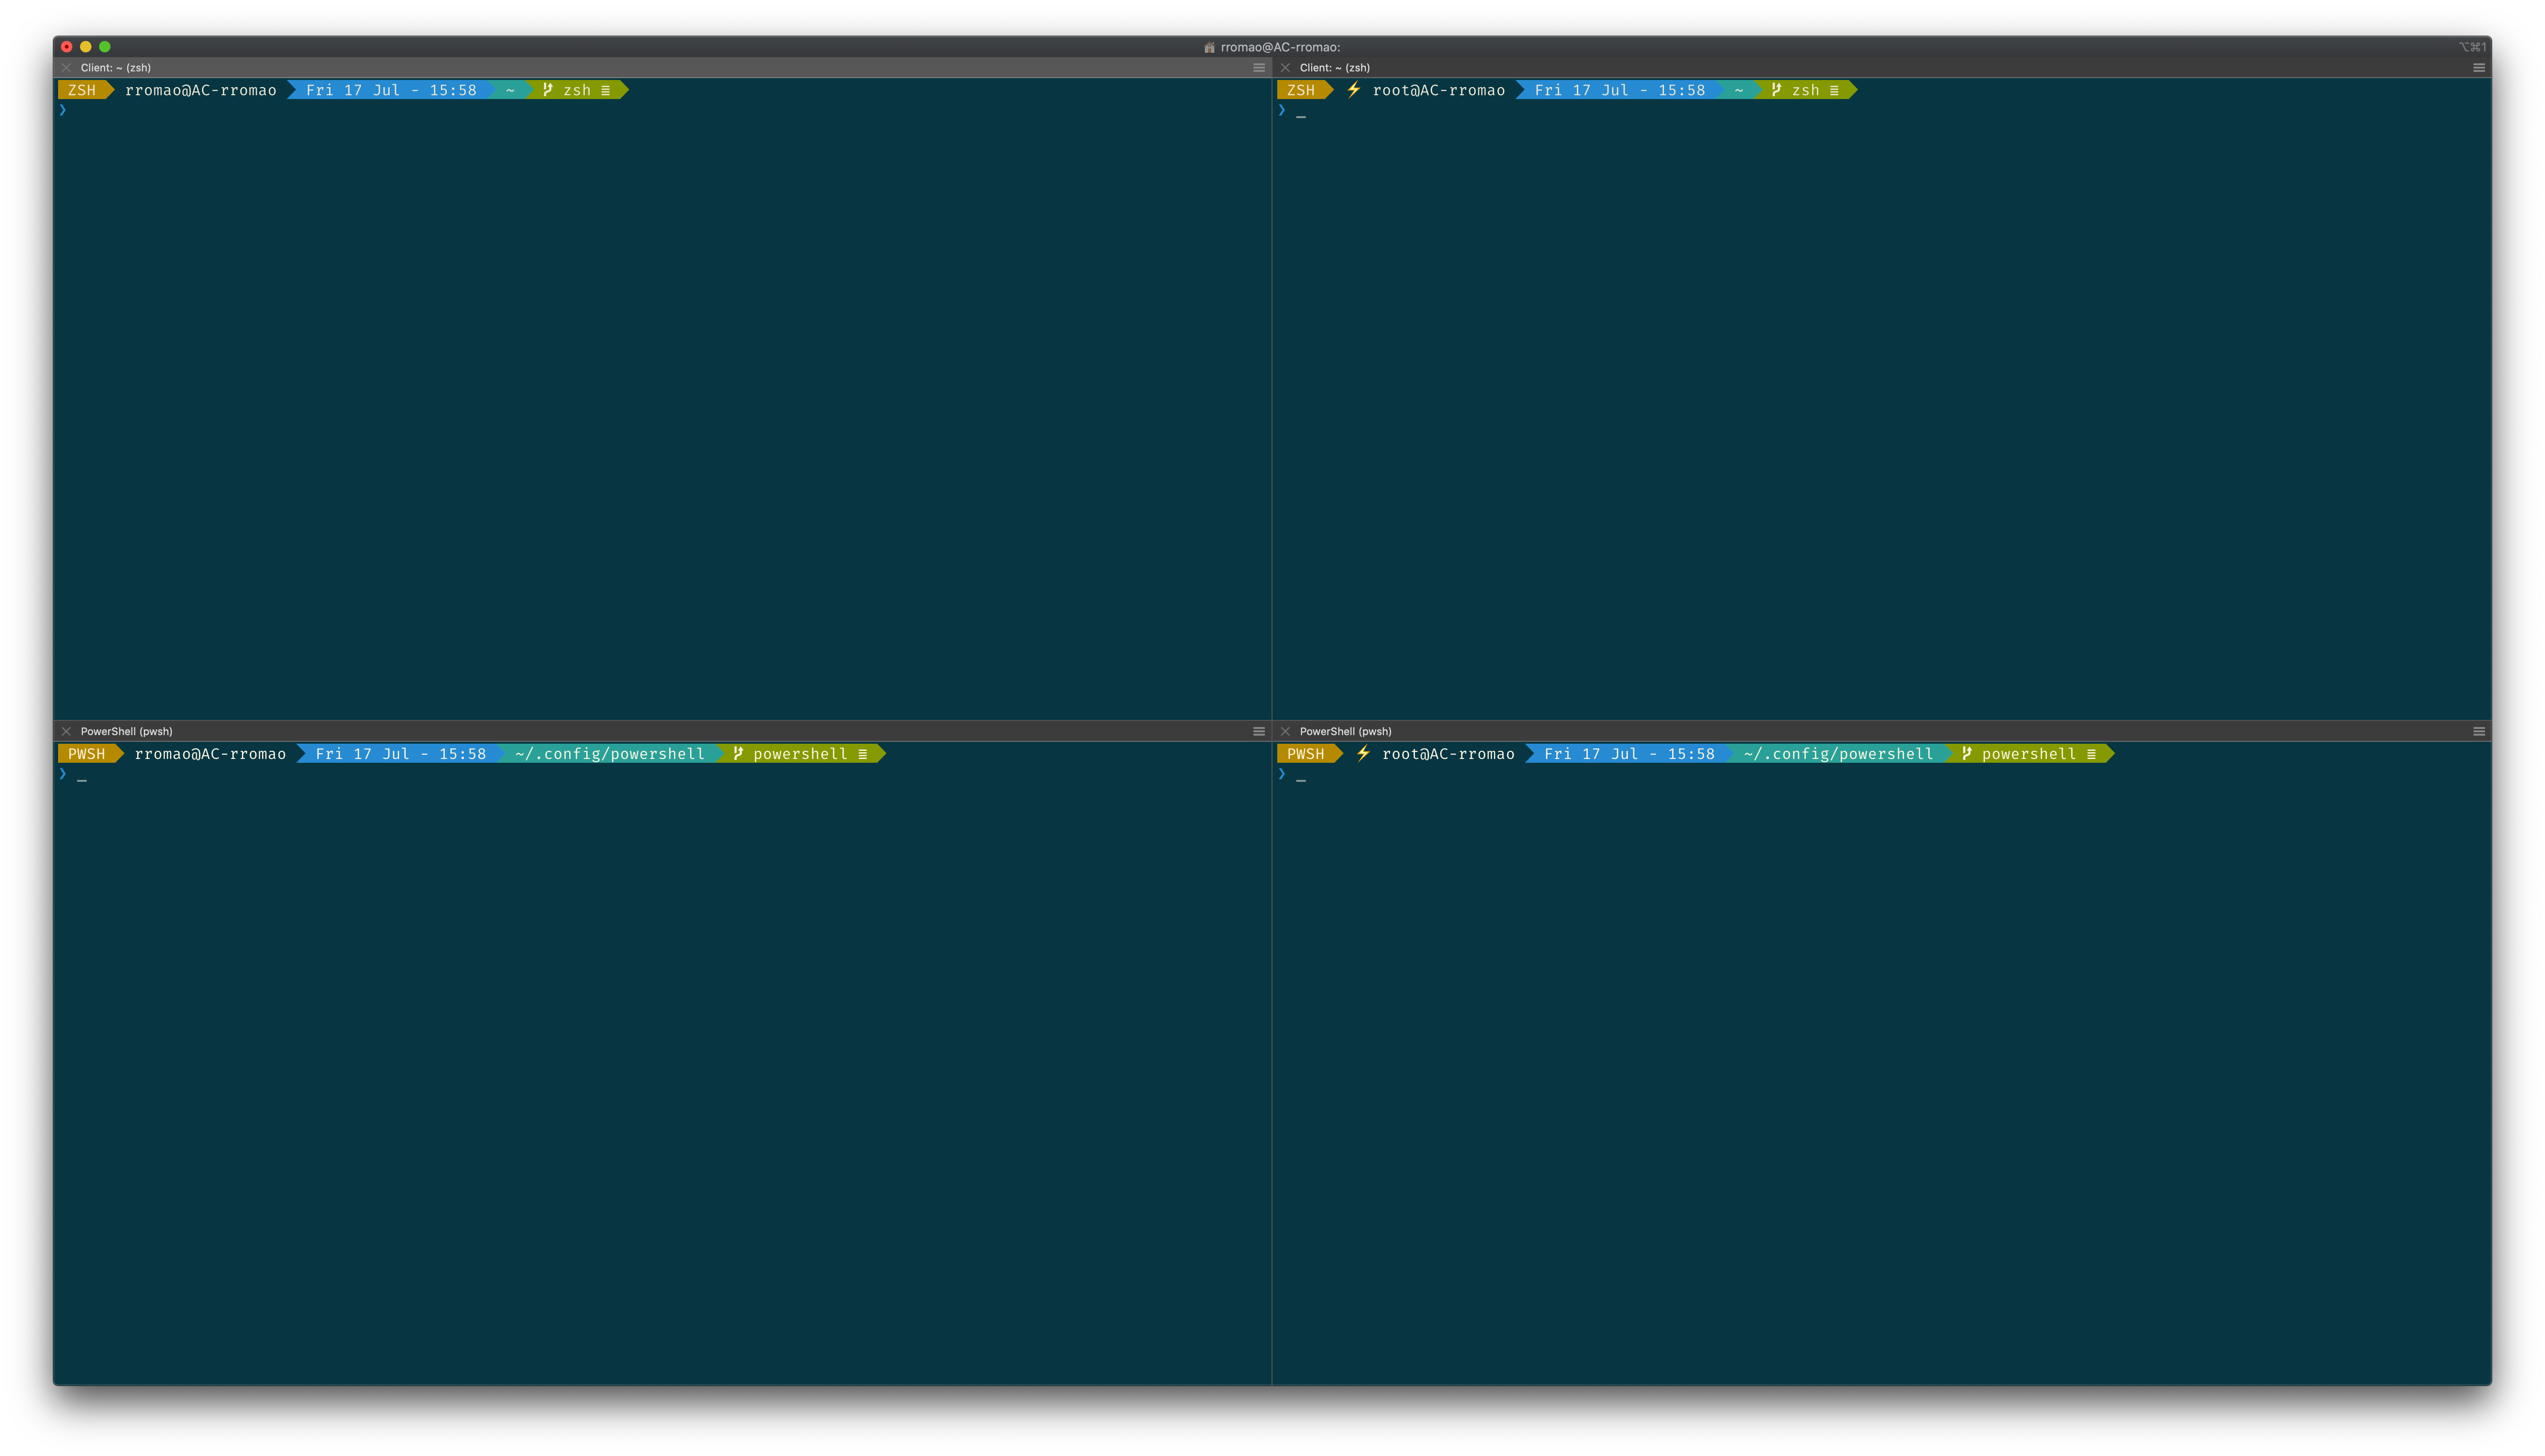 rromao@AC-rromao:
⌥⌘1
Client: ~ (zsh)
ZSH rromao@AC-rromao Fri 17 Jul - 15:58 ~ zsh ≡
❯
Client: ~ (zsh)
ZSH ⚡ root@AC-rromao Fri 17 Jul - 15:58 ~ zsh ≡
❯ _
PowerShell (pwsh)
PWSH rromao@AC-rromao Fri 17 Jul - 15:58 ~/.config/powershell powershell ≣
❯ _
PowerShell (pwsh)
PWSH ⚡ root@AC-rromao Fri 17 Jul - 15:58 ~/.config/powershell powershell ≣
❯ _